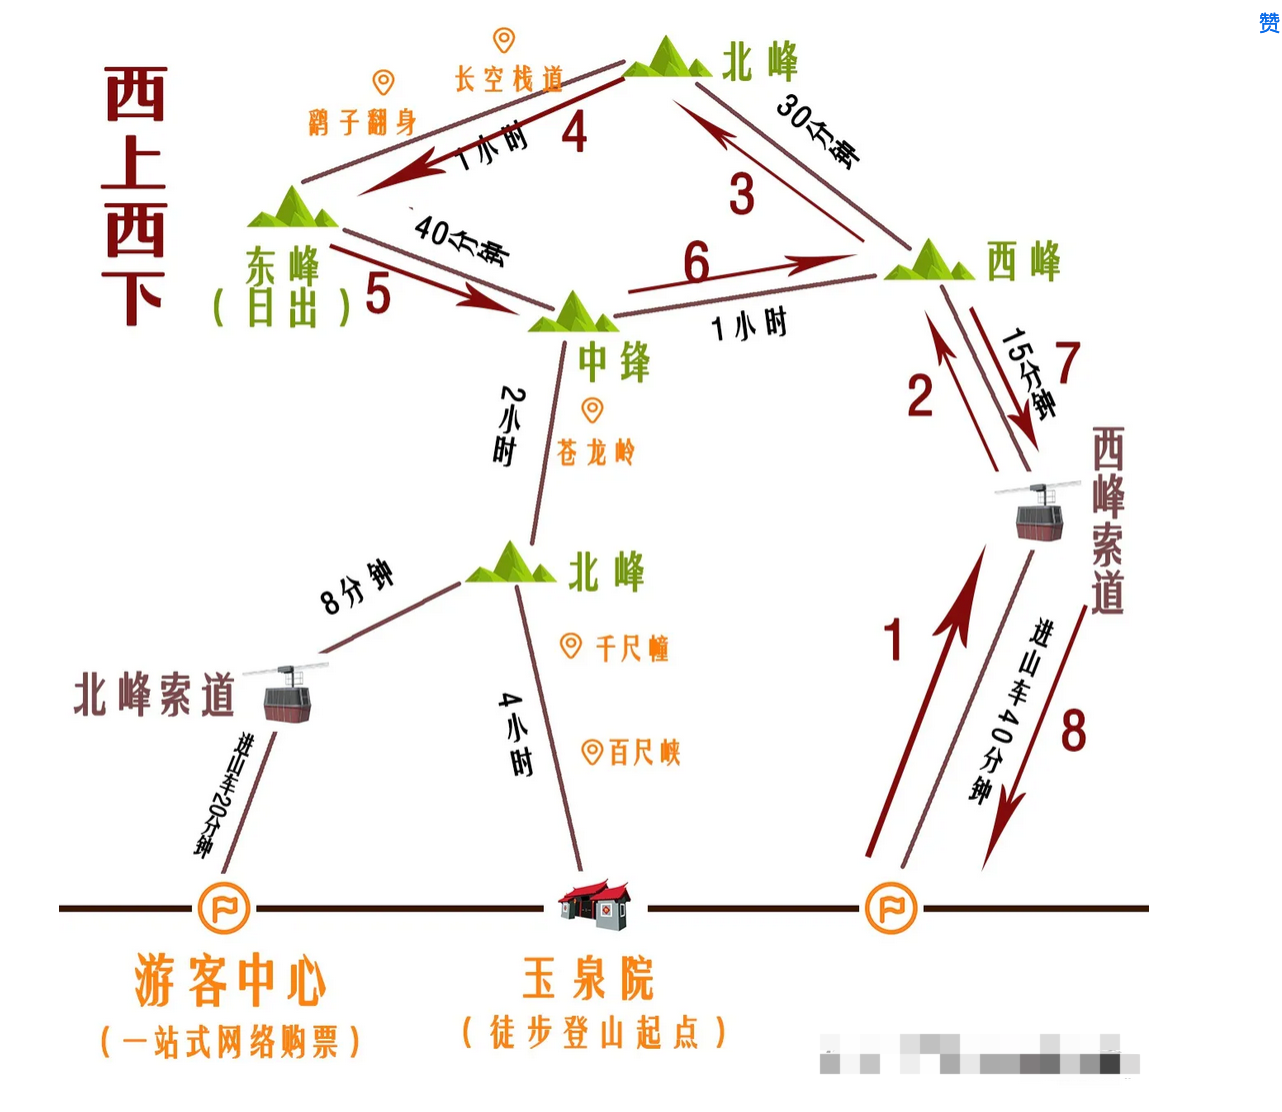 赞
西上西下
长空栈道
鹞子翻身
北峰
30分钟
4
1小时
3
东峰
(日出)
40分钟
5
6
西峰
1小时
中锋
15分钟
7
2
2小时
苍龙岭
西峰索道
8分钟
北峰
千尺幢
1
进山车40分钟
北峰索道
4小时
百尺峡
8
进山车20分钟
游客中心
(一站式网络购票)
玉泉院
(徒步登山起点)